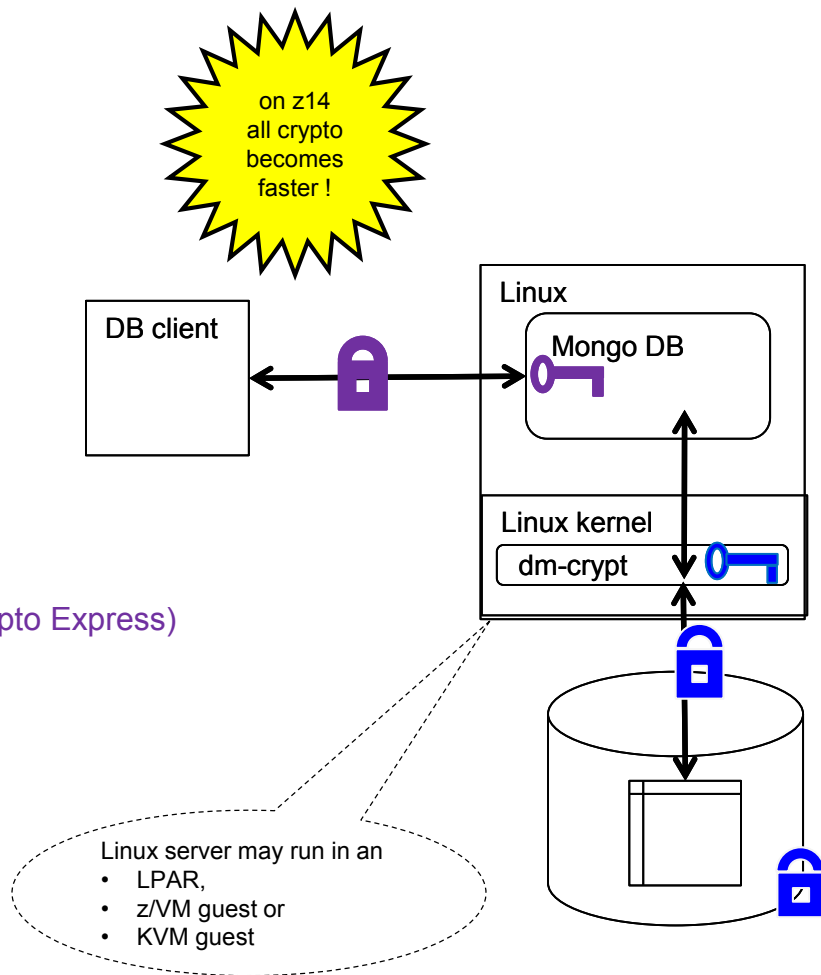 on z14
all crypto
becomes
faster !
Linux
DB client
Mongo DB
Linux kernel
dm-crypt
pto Express)
Linux server may run in an
• LPAR,
• z/VM guest or
• KVM guest